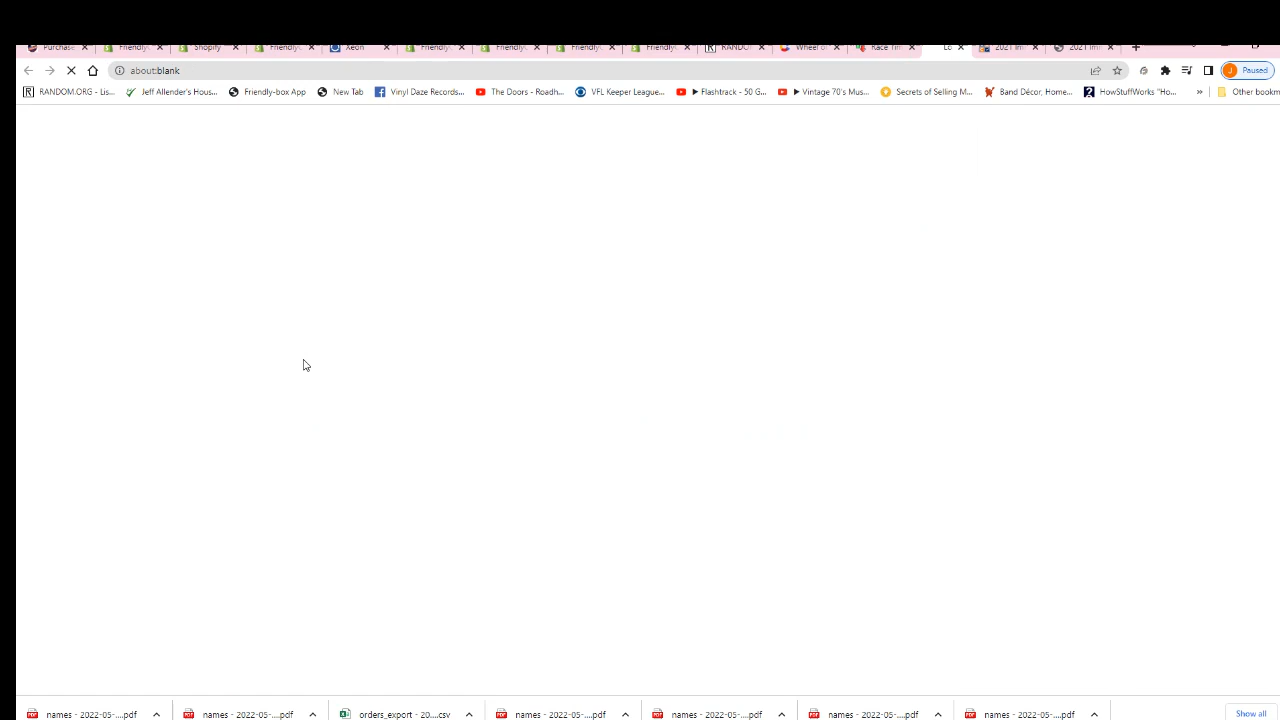 Purchase Friendly Shopify Friendly Xeon Friendly Friendly Friendly Friendly RANDO Wheel o Race Tim Lo 2021 Im 2021 Im
about:blank Paused
RANDOM.ORG - Lis... Jeff Allender's Hous... Friendly-box App New Tab Vinyl Daze Records... The Doors - Roadh... VFL Keeper League... ▶ Flashtrack - 50 G... ▶ Vintage 70's Mus... Secrets of Selling M... Band Décor, Home... HowStuffWorks "Ho... » Other bookm
names - 2022-05-....pdf names - 2022-05-....pdf orders_export - 20....csv names - 2022-05-....pdf names - 2022-05-....pdf names - 2022-05-....pdf names - 2022-05-....pdf Show all